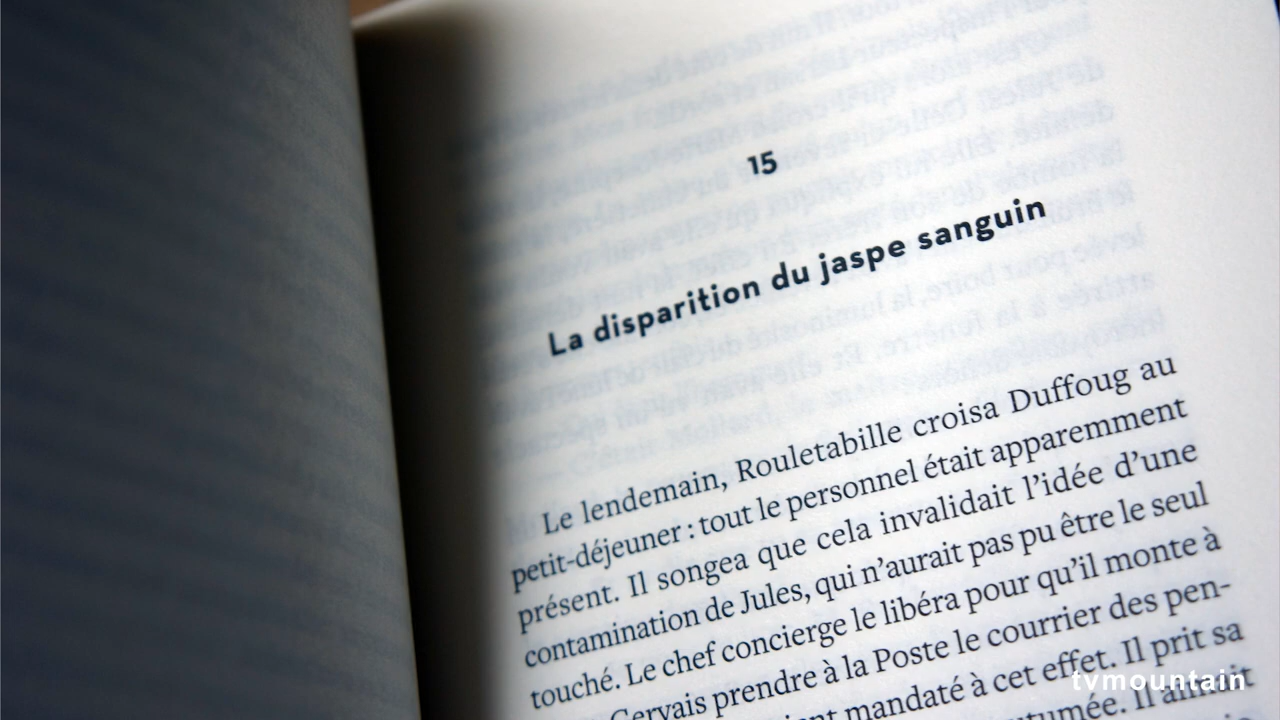 15
La disparition du jaspe sanguin
Le lendemain, Rouletabille croisa Duffoug au
petit-déjeuner : tout le personnel était apparemment
présent. Il songea que cela invalidait l’idée d’une
contamination de Jules, qui n’aurait pas pu être le seul
touché. Le chef concierge le libéra pour qu’il monte à
Gervais prendre à la Poste le courrier des pen-
mandaté à cet effet. Il prit sa
Il aimait
tvmountain